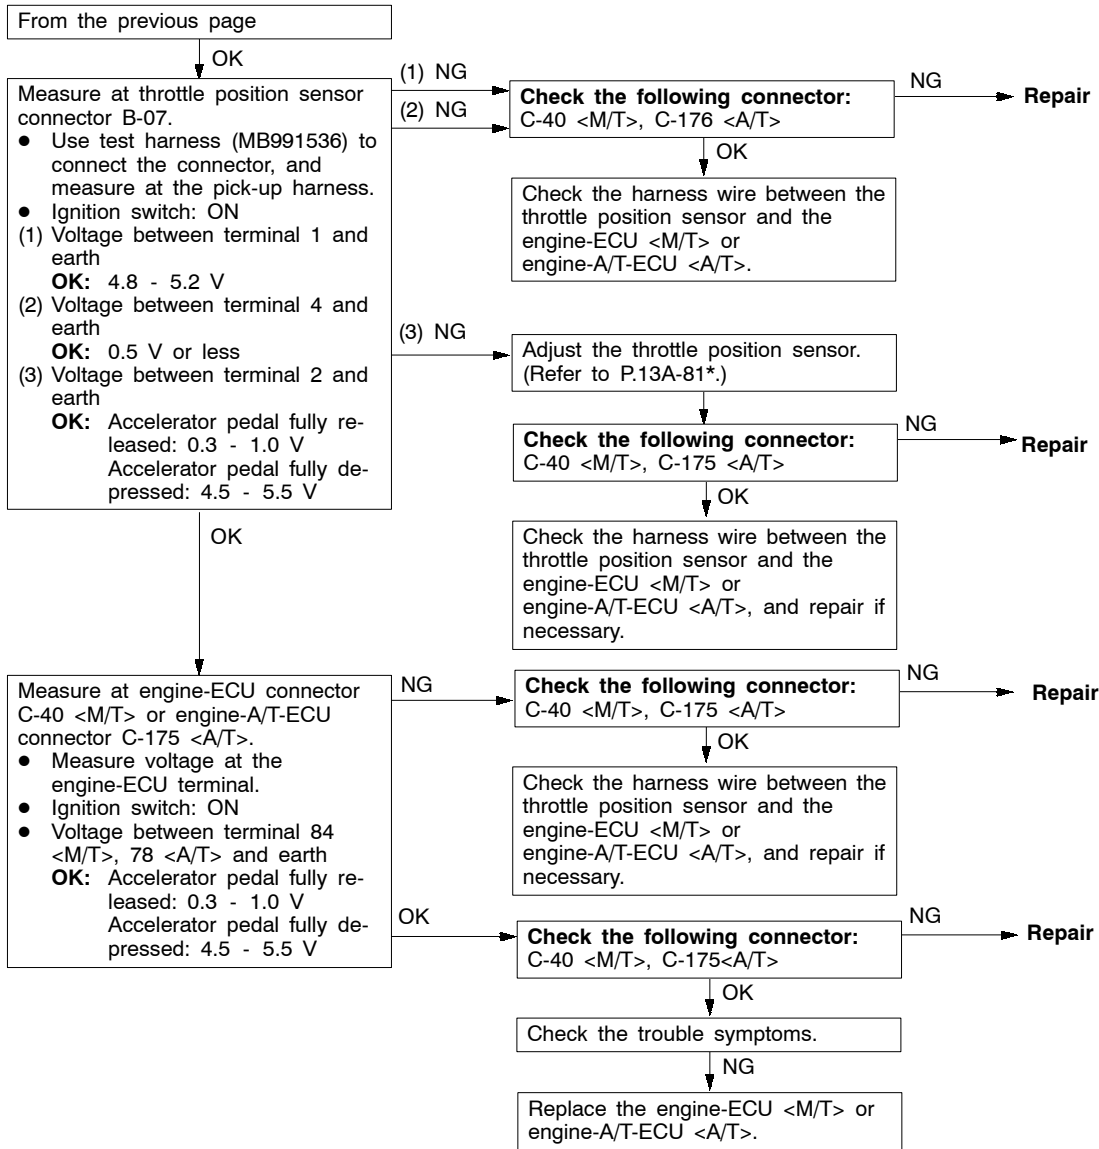 From the previous page
OK
Measure at throttle position sensor
connector B-07.
● Use test harness (MB991536) to
connect the connector, and
measure at the pick-up harness.
● Ignition switch: ON
(1) Voltage between terminal 1 and
earth
OK: 4.8 - 5.2 V
(2) Voltage between terminal 4 and
earth
OK: 0.5 V or less
(3) Voltage between terminal 2 and
earth
OK: Accelerator pedal fully re-
leased: 0.3 - 1.0 V
Accelerator pedal fully de-
pressed: 4.5 - 5.5 V
(1) NG
(2) NG
Check the following connector:
C-40 <M/T>, C-176 <A/T>
NG
Repair
OK
Check the harness wire between the
throttle position sensor and the
engine-ECU <M/T> or
engine-A/T-ECU <A/T>.
(3) NG
Adjust the throttle position sensor.
(Refer to P.13A-81*.)
Check the following connector:
C-40 <M/T>, C-175 <A/T>
NG
Repair
OK
Check the harness wire between the
throttle position sensor and the
engine-ECU <M/T> or
engine-A/T-ECU <A/T>, and repair if
necessary.
OK
Measure at engine-ECU connector
C-40 <M/T> or engine-A/T-ECU
connector C-175 <A/T>.
● Measure voltage at the
engine-ECU terminal.
● Ignition switch: ON
● Voltage between terminal 84
<M/T>, 78 <A/T> and earth
OK: Accelerator pedal fully re-
leased: 0.3 - 1.0 V
Accelerator pedal fully de-
pressed: 4.5 - 5.5 V
NG
Check the following connector:
C-40 <M/T>, C-175 <A/T>
NG
Repair
OK
Check the harness wire between the
throttle position sensor and the
engine-ECU <M/T> or
engine-A/T-ECU <A/T>, and repair if
necessary.
OK
Check the following connector:
C-40 <M/T>, C-175<A/T>
NG
Repair
OK
Check the trouble symptoms.
NG
Replace the engine-ECU <M/T> or
engine-A/T-ECU <A/T>.